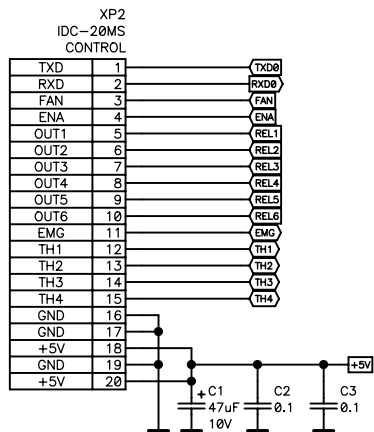 XP2
IDC-20MS
CONTROL
TXD 1 TXD0
RXD 2 RXD0
FAN 3 FAN
ENA 4 ENA
OUT1 5 REL1
OUT2 6 REL2
OUT3 7 REL3
OUT4 8 REL4
OUT5 9 REL5
OUT6 10 REL6
EMG 11 EMG
TH1 12 TH1
TH2 13 TH2
TH3 14 TH3
TH4 15 TH4
GND 16
GND 17
+5V 18
GND 19 +5V
+5V 20
+ C1 C2 C3
47uF 0.1 0.1
10V